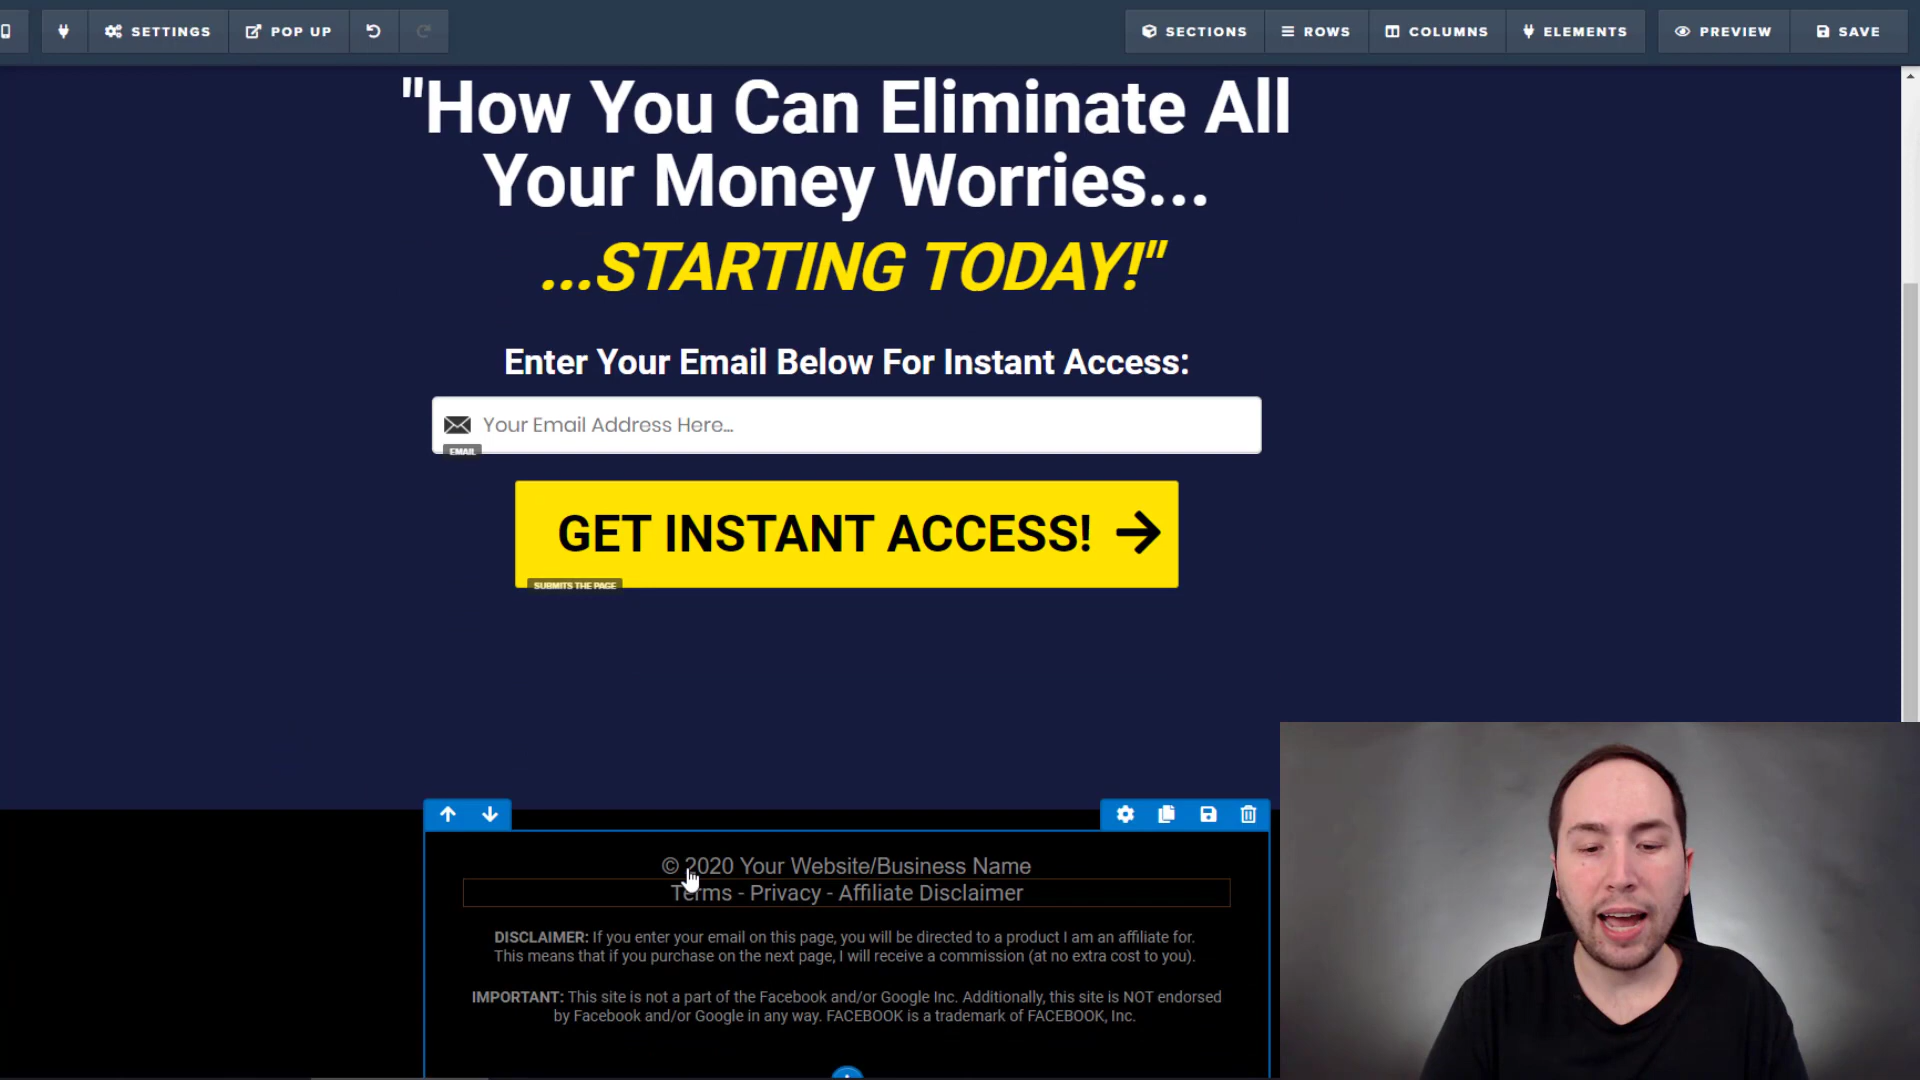 SETTINGS
POP UP
SECTIONS
ROWS
COLUMNS
ELEMENTS
PREVIEW
SAVE
"How You Can Eliminate All
Your Money Worries...
...STARTING TODAY!"
Enter Your Email Below For Instant Access:
Your Email Address Here...
EMAIL
GET INSTANT ACCESS!
SUBMITS THE PAGE
© 2020 Your Website/Business Name
Terms - Privacy - Affiliate Disclaimer
DISCLAIMER: If you enter your email on this page, you will be directed to a product I am an affiliate for.
This means that if you purchase on the next page, I will receive a commission (at no extra cost to you).
IMPORTANT: This site is not a part of the Facebook and/or Google Inc. Additionally, this site is NOT endorsed
by Facebook and/or Google in any way. FACEBOOK is a trademark of FACEBOOK, Inc.